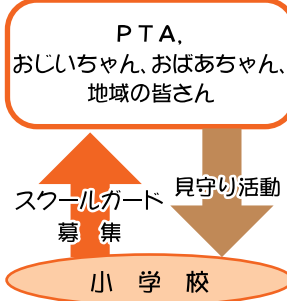 PTA,
おじいちゃん、おばあちゃん、
地域の皆さん
スクールガード
募 集
見守り活動
小 学 校